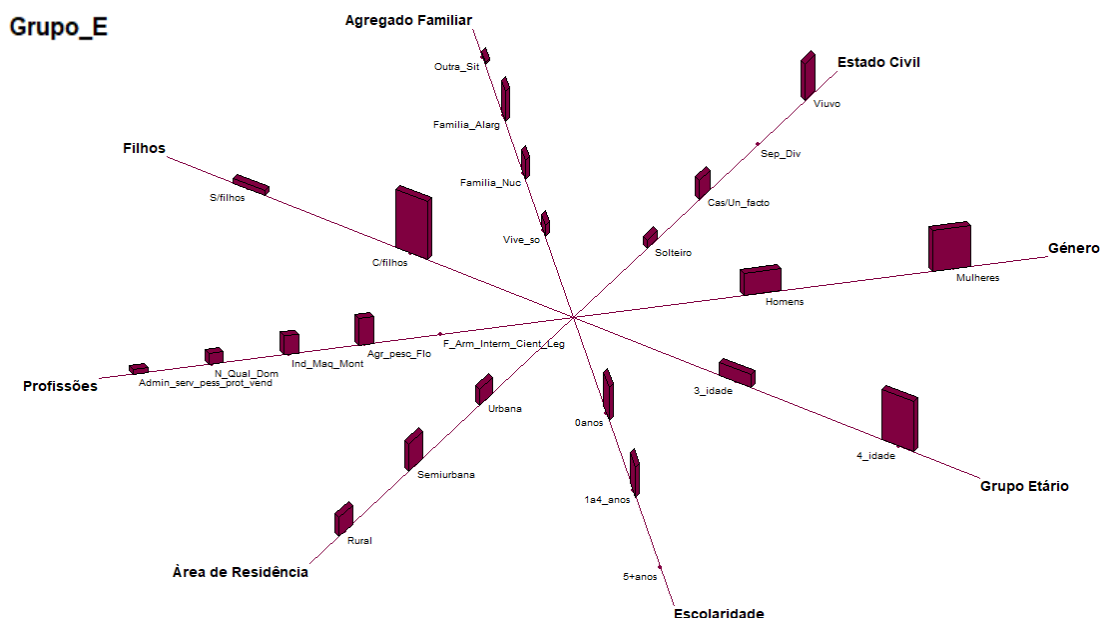 Grupo_E
Agregado Familiar
Outra_Sit
Familia_Alarg
Familia_Nuc
Vive_so
Estado Civil
Viuvo
Sep_Div
Cas/Un_facto
Solteiro
Filhos
S/filhos
C/filhos
Género
Mulheres
Homens
Profissões
Admin_serv_pess_prot_vend
N_Qual_Dom
Ind_Maq_Mont
Agr_pesc_Flo
F_Arm_Interm_Cient_Leg
Urbana
Semiurbana
Rural
Àrea de Residência
0anos
1a4_anos
5+anos
Escolaridade
3_idade
4_idade
Grupo Etário